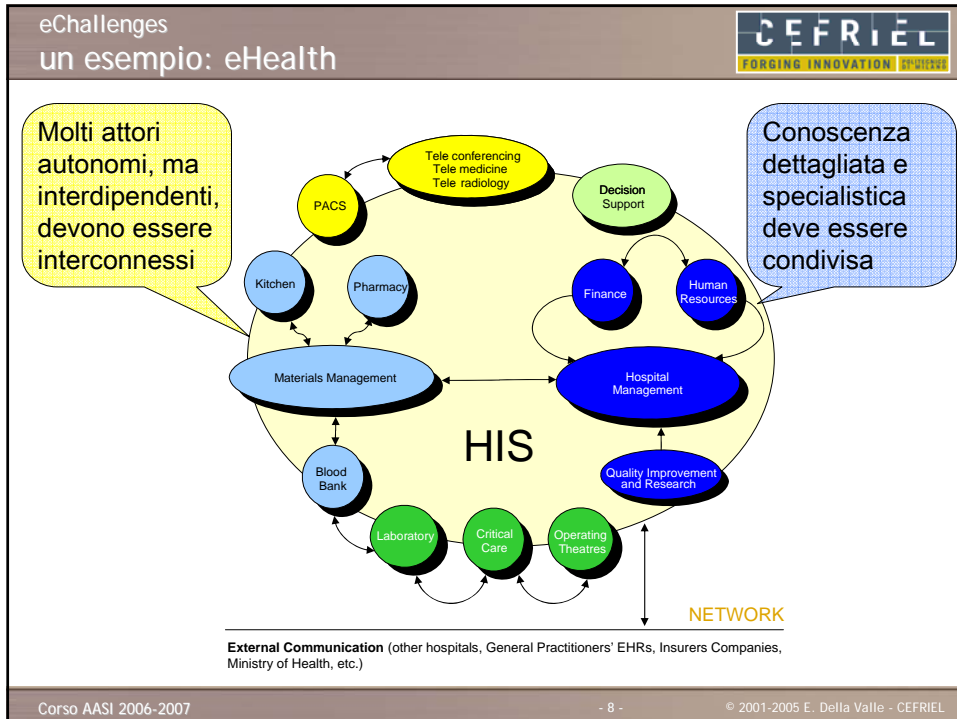 eChallenges
un esempio: eHealth
CEFRIEL
FORGING INNOVATION POLITECNICO DI MILANO
Molti attori
autonomi, ma
interdipendenti,
devono essere
interconnessi
Conoscenza
dettagliata e
specialistica
deve essere
condivisa
Tele conferencing
Tele medicine
Tele radiology
PACS
Decision
Support
Kitchen
Pharmacy
Finance
Human
Resources
Materials Management
Hospital
Management
HIS
Blood
Bank
Quality Improvement
and Research
Laboratory
Critical
Care
Operating
Theatres
NETWORK
External Communication (other hospitals, General Practitioners' EHRs, Insurers Companies,
Ministry of Health, etc.)
Corso AASI 2006-2007
- 8 -
© 2001-2005 E. Della Valle - CEFRIEL